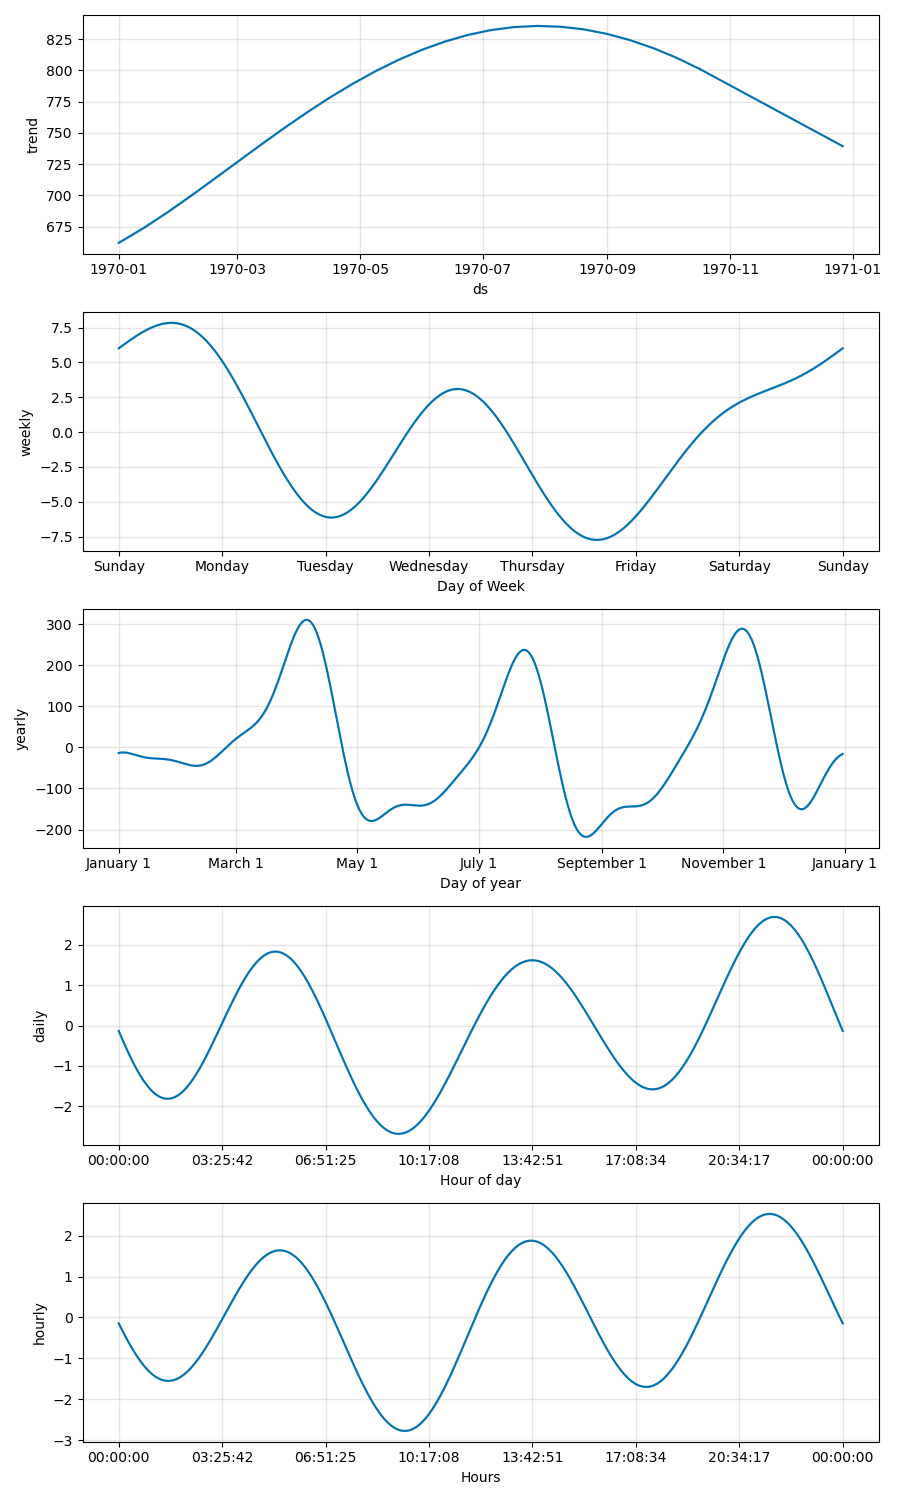 trend
825
800
775
750
725
700
675
1970-01 1970-03 1970-05 1970-07 1970-09 1970-11 1971-01
ds
weekly
7.5
5.0
2.5
0.0
−2.5
−5.0
−7.5
Sunday Monday Tuesday Wednesday Thursday Friday Saturday Sunday
Day of Week
yearly
300
200
100
0
−100
−200
January 1 March 1 May 1 July 1 September 1 November 1 January 1
Day of year
daily
2
1
0
−1
−2
00:00:00 03:25:42 06:51:25 10:17:08 13:42:51 17:08:34 20:34:17 00:00:00
Hour of day
hourly
2
1
0
−1
−2
−3
00:00:00 03:25:42 06:51:25 10:17:08 13:42:51 17:08:34 20:34:17 00:00:00
Hours